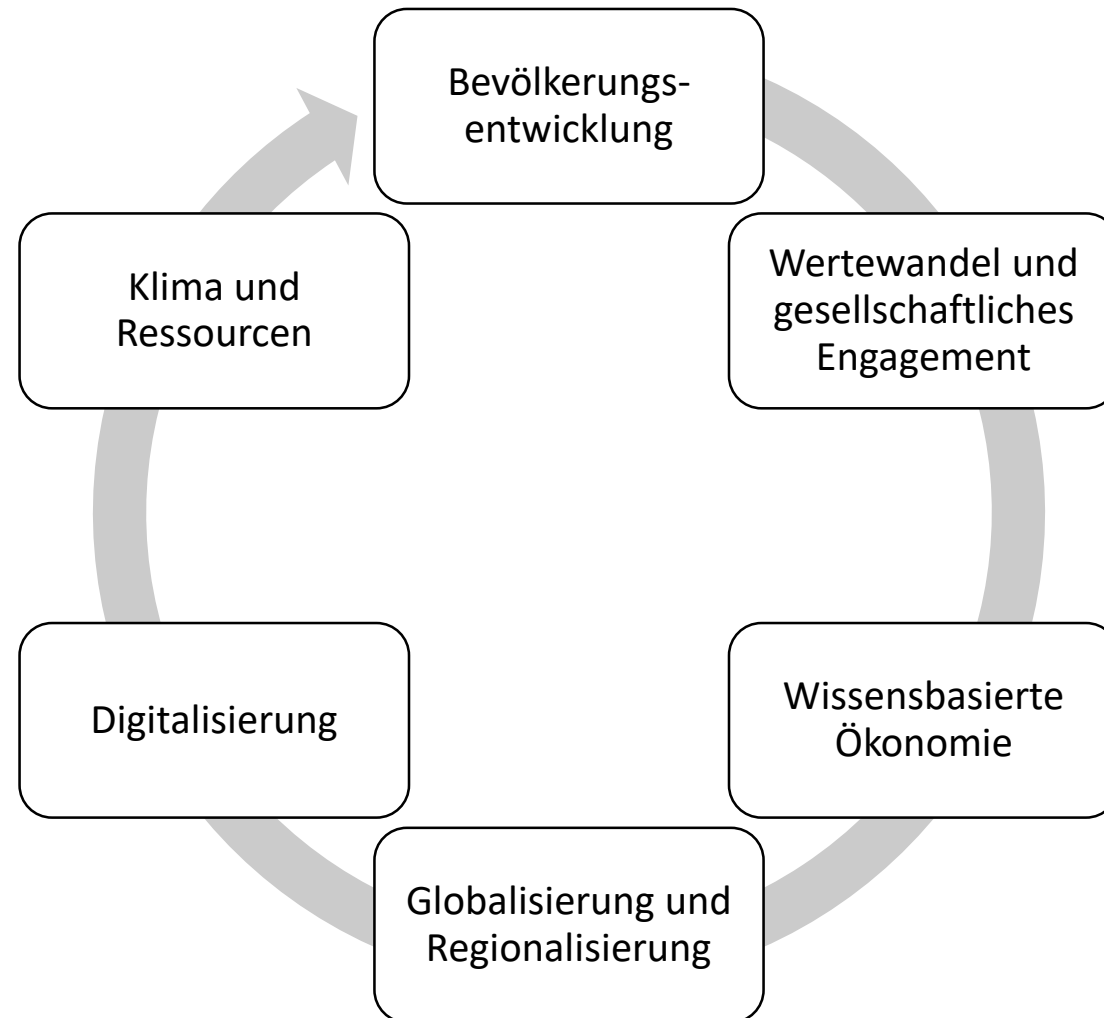 Bevölkerungs-
entwicklung
Wertewandel und
gesellschaftliches
Engagement
Wissensbasierte
Ökonomie
Globalisierung und
Regionalisierung
Digitalisierung
Klima und
Ressourcen